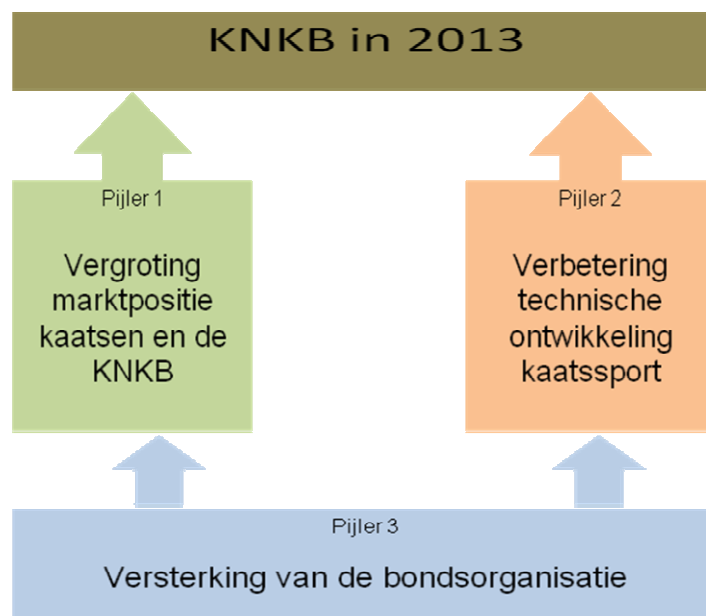 KNKB in 2013
Pijler 1
Vergroting
marktpositie
kaatsen en de
KNKB
Pijler 2
Verbetering
technische
ontwikkeling
kaatssport
Pijler 3
Versterking van de bondsorganisatie